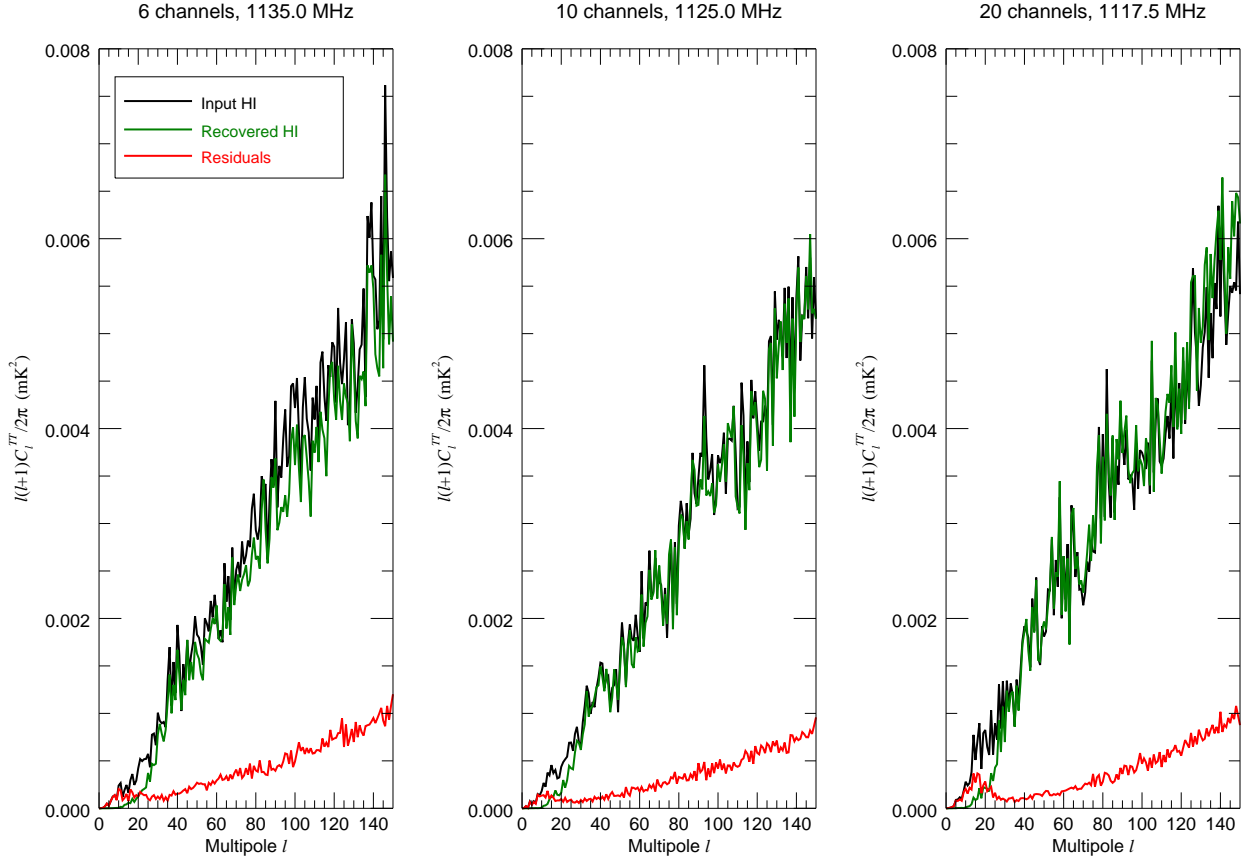 6 channels, 1135.0 MHz
10 channels, 1125.0 MHz
20 channels, 1117.5 MHz
0.008
0.006
0.004
0.002
0.000
l(l+1)C_l^TT/2π (mK²)
Input HI
Recovered HI
Residuals
0 20 40 60 80 100 120 140
Multipole l
0.008
0.006
0.004
0.002
0.000
l(l+1)C_l^TT/2π (mK²)
0 20 40 60 80 100 120 140
Multipole l
0.008
0.006
0.004
0.002
0.000
l(l+1)C_l^TT/2π (mK²)
0 20 40 60 80 100 120 140
Multipole l